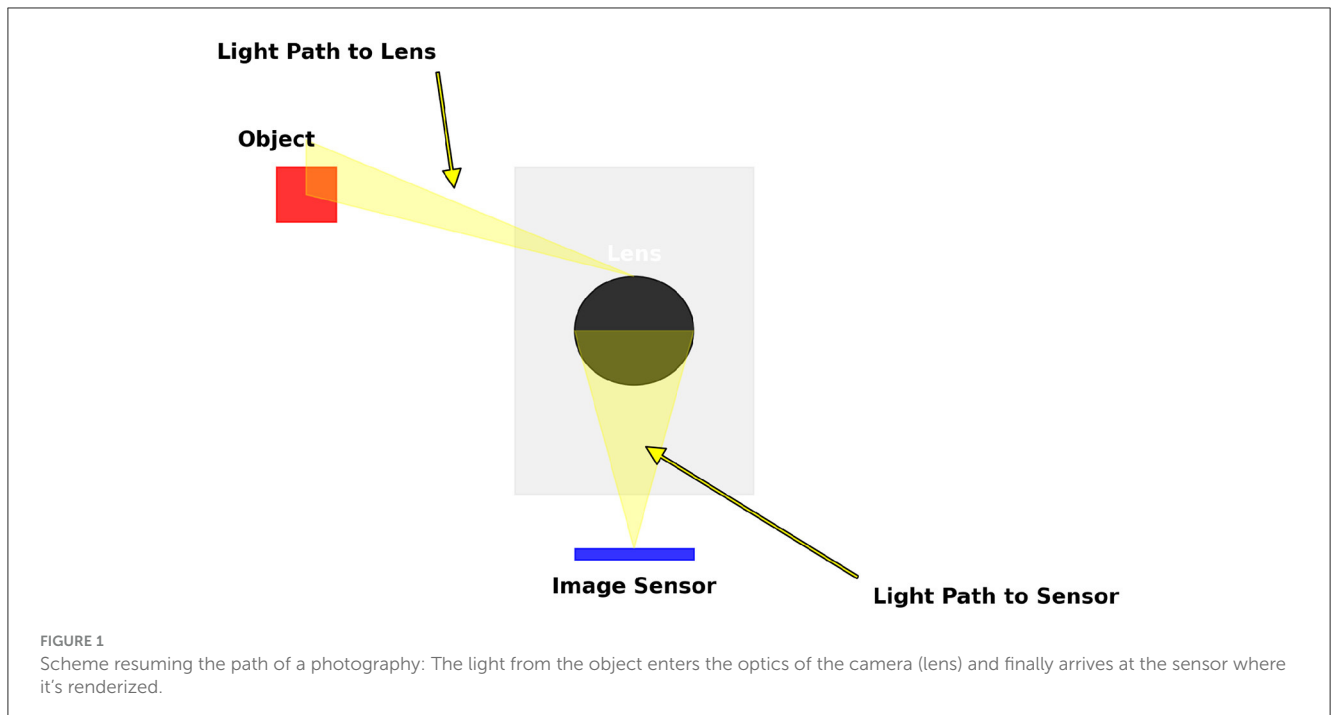 Light Path to Lens
Object
Lens
Image Sensor
Light Path to Sensor
FIGURE 1
Scheme resuming the path of a photography: The light from the object enters the optics of the camera (lens) and finally arrives at the sensor where
it's renderized.